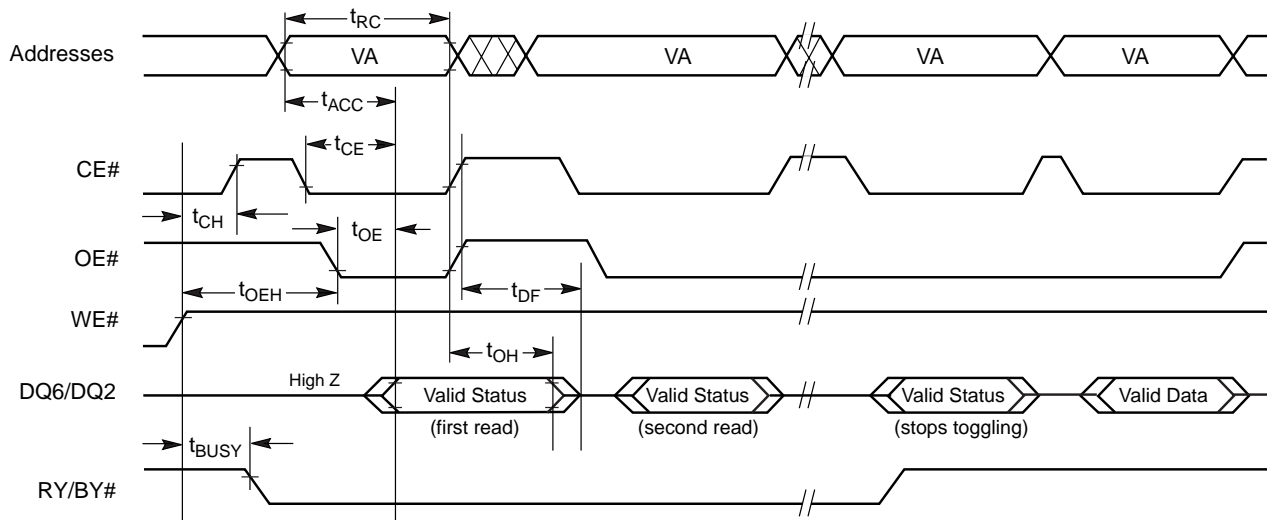 tRC
Addresses VA VA VA VA
tACC
tCE
CE#
tCH
tOE
OE#
tOEH
tDF
WE#
tOH
High Z
DQ6/DQ2 Valid Status Valid Status Valid Status Valid Data
(first read) (second read) (stops toggling)
tBUSY
RY/BY#